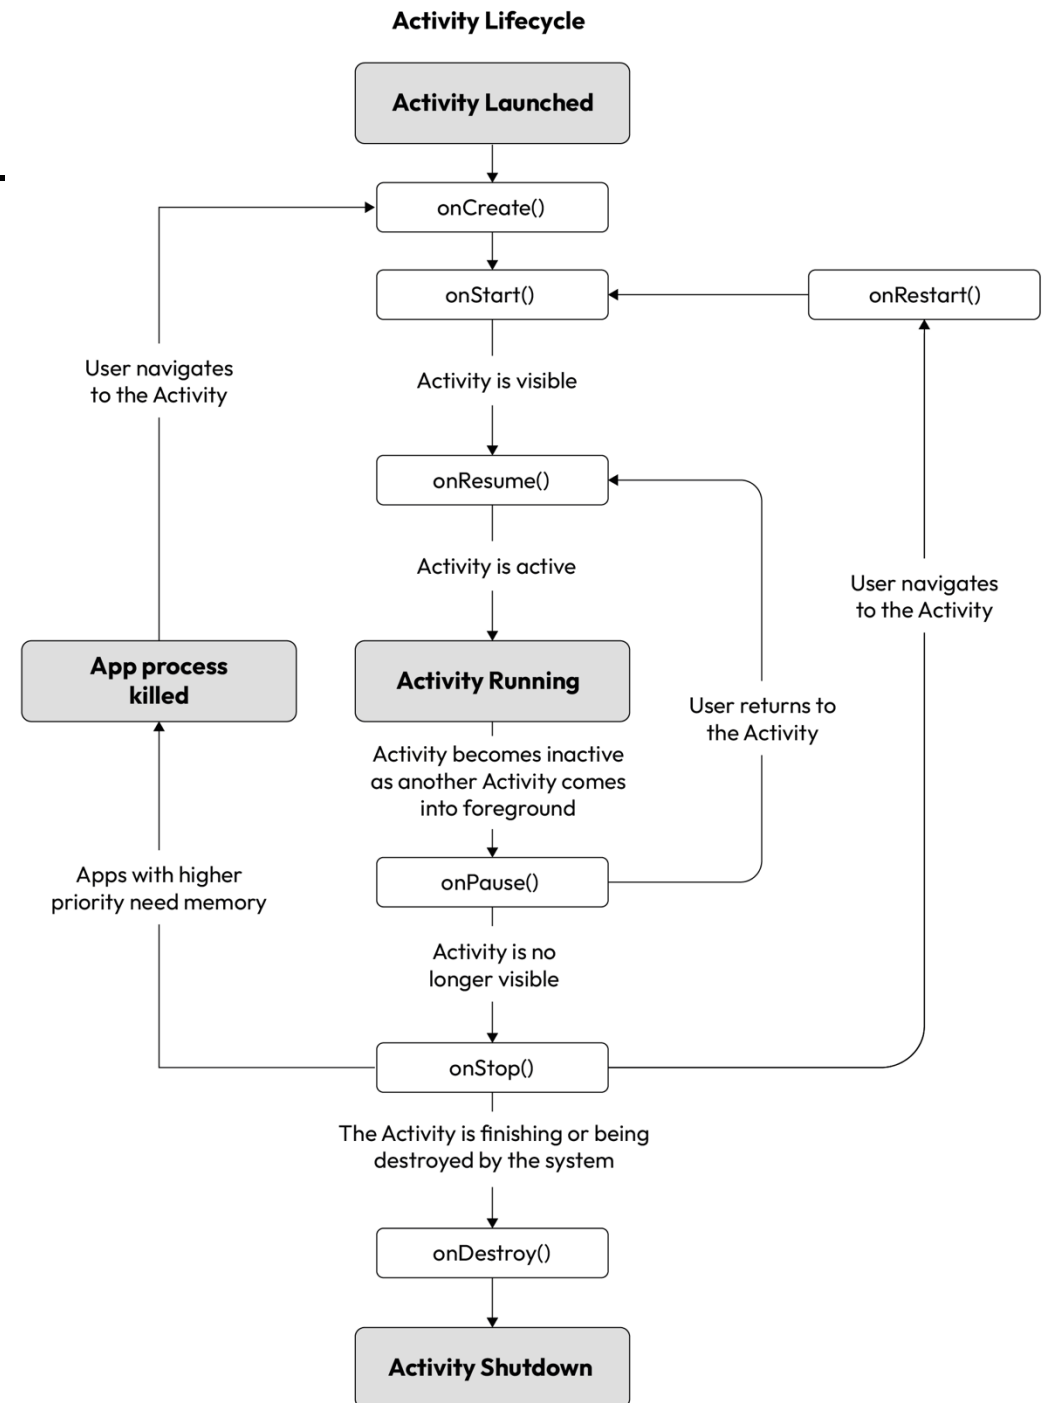 Activity Lifecycle
Activity Launched
onCreate()
onStart()
onRestart()
User navigates
to the Activity
Activity is visible
onResume()
Activity is active
User navigates
to the Activity
App process
killed
Activity Running
User returns to
the Activity
Activity becomes inactive
as another Activity comes
into foreground
Apps with higher
priority need memory
onPause()
Activity is no
longer visible
onStop()
The Activity is finishing or being
destroyed by the system
onDestroy()
Activity Shutdown